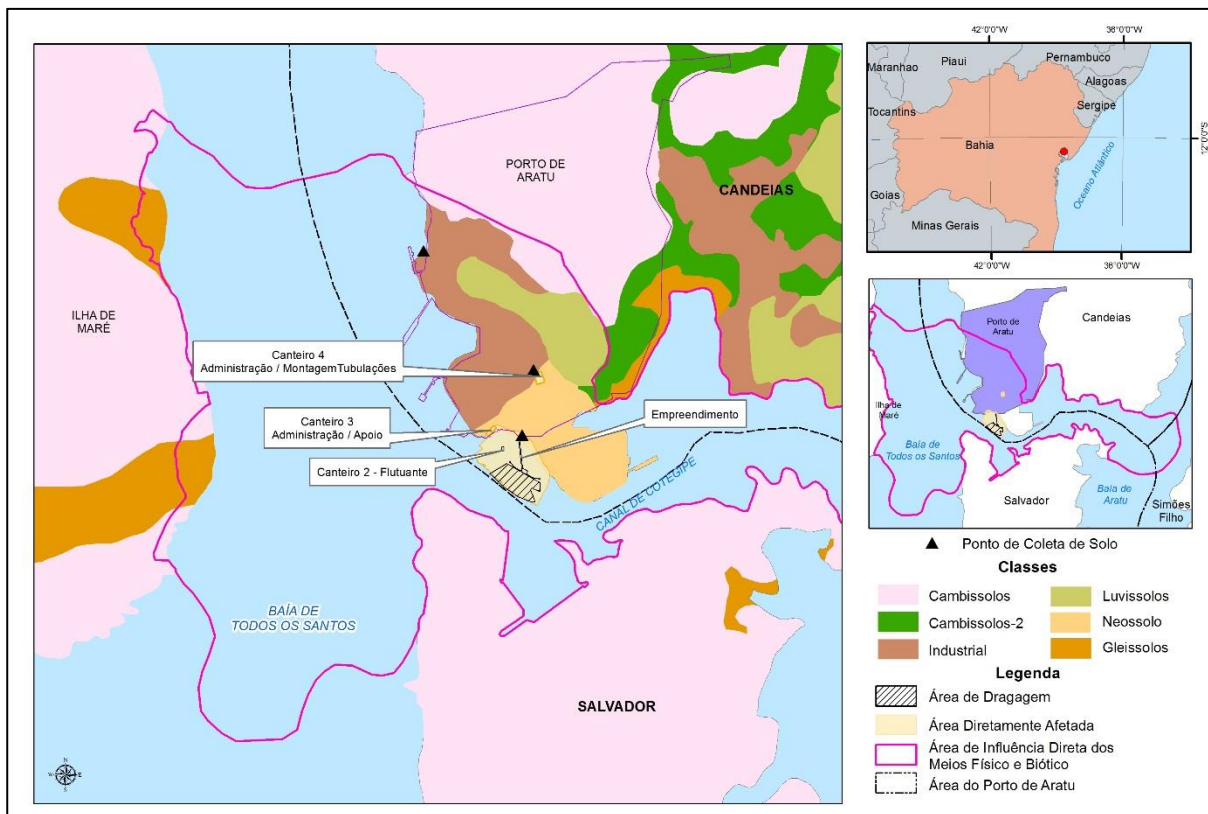 PORTO DE
ARATU
CANDEIAS
ILHA DE
MARÉ
Canteiro 4
Administração / MontagemTubulações
Canteiro 3
Administração / Apoio
Canteiro 2 - Flutuante
Empreendimento
CANAL DE COTEGIPE
BAÍA DE
TODOS OS SANTOS
SALVADOR
N
W
E
S
42°0'0"W
36°0'0"W
Maranhao
Piaui
Pernambuco
Alagoas
Sergipe
Tocantins
Bahia
12°0'0"S
Oceano Atlântico
Goias
Minas Gerais
42°0'0"W
36°0'0"W
Porto de
Aratu
Candeias
Ilha de
Maré
Baía de
Todos os Santos
Salvador
Baía de
Aratu
Simões
Filho
Ponto de Coleta de Solo
Classes
Cambissolos
Luvissolos
Cambissolos-2
Neossolo
Industrial
Gleissolos
Legenda
Área de Dragagem
Área Diretamente Afetada
Área de Influência Direta dos
Meios Físico e Biótico
Área do Porto de Aratu